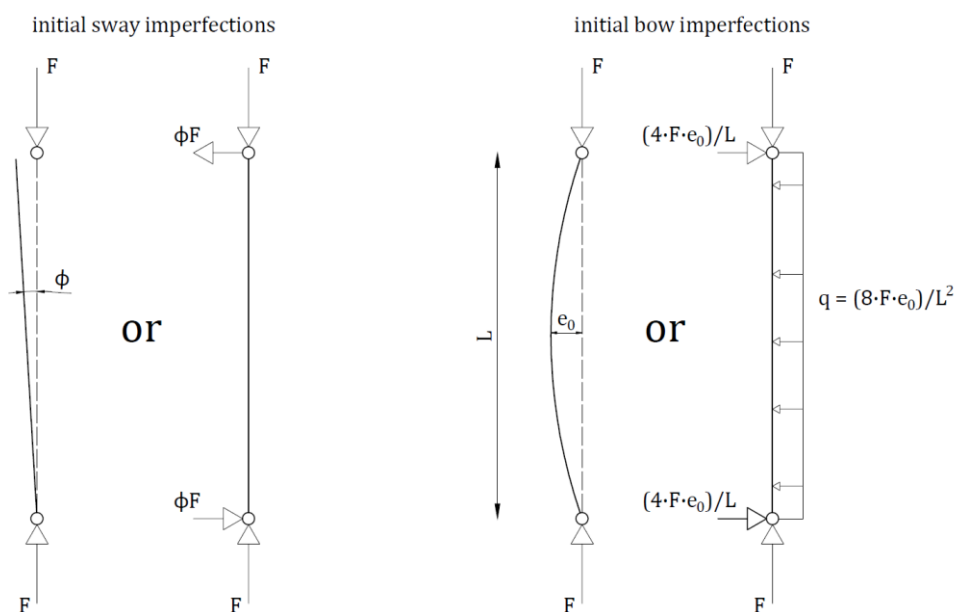 initial sway imperfections
initial bow imperfections
F
F
F
F
ϕF
(4·F·e₀)/L
ϕ
or
L
e₀
or
q = (8·F·e₀)/L²
ϕF
(4·F·e₀)/L
F
F
F
F